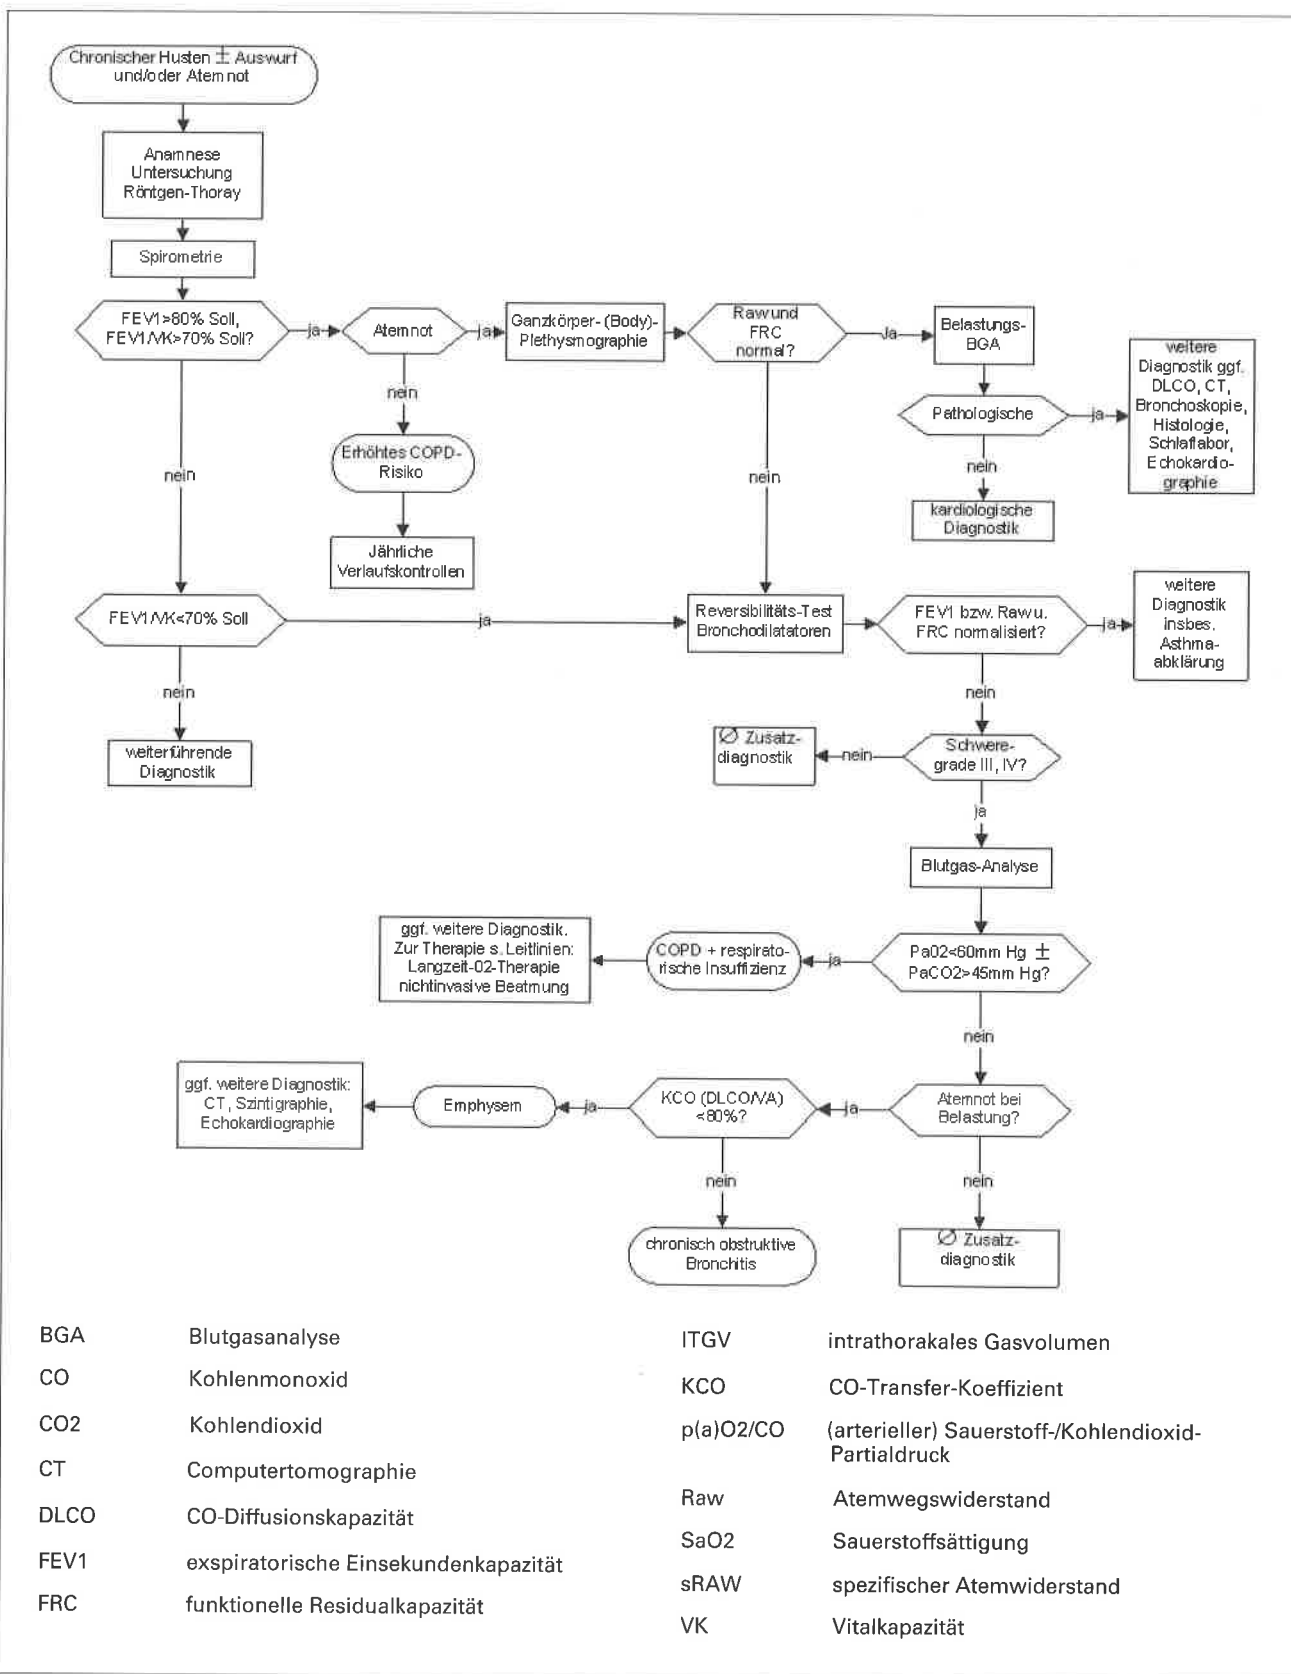 Chronischer Husten ± Auswurf
und/oder Atemnot
Anamnese
Untersuchung
Röntgen-Thoray
Spirometrie
FEV1>80% Soll,
FEV1/VK>70% Soll?
ja
Atemnot
ja
Ganzkörper- (Body)-
Plethysmographie
Raw und
FRC
normal?
Ja
Belastungs-
BGA
weitere
Diagnostik ggf.
DLCO, CT,
Bronchoskopie,
Histologie,
Schlaflabor,
Echokardio-
graphie
Pathologische
ja
nein
nein
nein
nein
Erhöhtes COPD-
Risiko
kardiologische
Diagnostik
Jährliche
Verlaufskontrollen
FEV1/VK<70% Soll
ja
Reversibilitäts-Test
Bronchodilatatoren
FEV1 bzw. Raw u.
FRC normalisiert?
ja
weitere
Diagnostik
insbes.
Asthma-
abklärung
nein
nein
weiterführende
Diagnostik
Ø Zusatz-
diagnostik
nein
Schwere-
grade III, IV?
ja
Blutgas-Analyse
ggf. weitere Diagnostik.
Zur Therapie s. Leitlinien:
Langzeit-02-Therapie
nichtinvasive Beatmung
COPD + respirato-
rische Insuffizienz
ja
Pa02<60mm Hg ±
PaCO2>45mm Hg?
nein
ggf. weitere Diagnostik:
CT, Szintigraphie,
Echokardiographie
Emphysem
ja
KCO (DLCO/VA)
<80%?
ja
Atemnot bei
Belastung?
nein
nein
chronisch obstruktive
Bronchitis
Ø Zusatz-
diagnostik
BGA Blutgasanalyse
CO Kohlenmonoxid
CO2 Kohlendioxid
CT Computertomographie
DLCO CO-Diffusionskapazität
FEV1 exspiratorische Einsekundenkapazität
FRC funktionelle Residualkapazität
ITGV intrathorakales Gasvolumen
KCO CO-Transfer-Koeffizient
p(a)O2/CO (arterieller) Sauerstoff-/Kohlendioxid-
Partialdruck
Raw Atemwegswiderstand
SaO2 Sauerstoffsättigung
sRAW spezifischer Atemwiderstand
VK Vitalkapazität